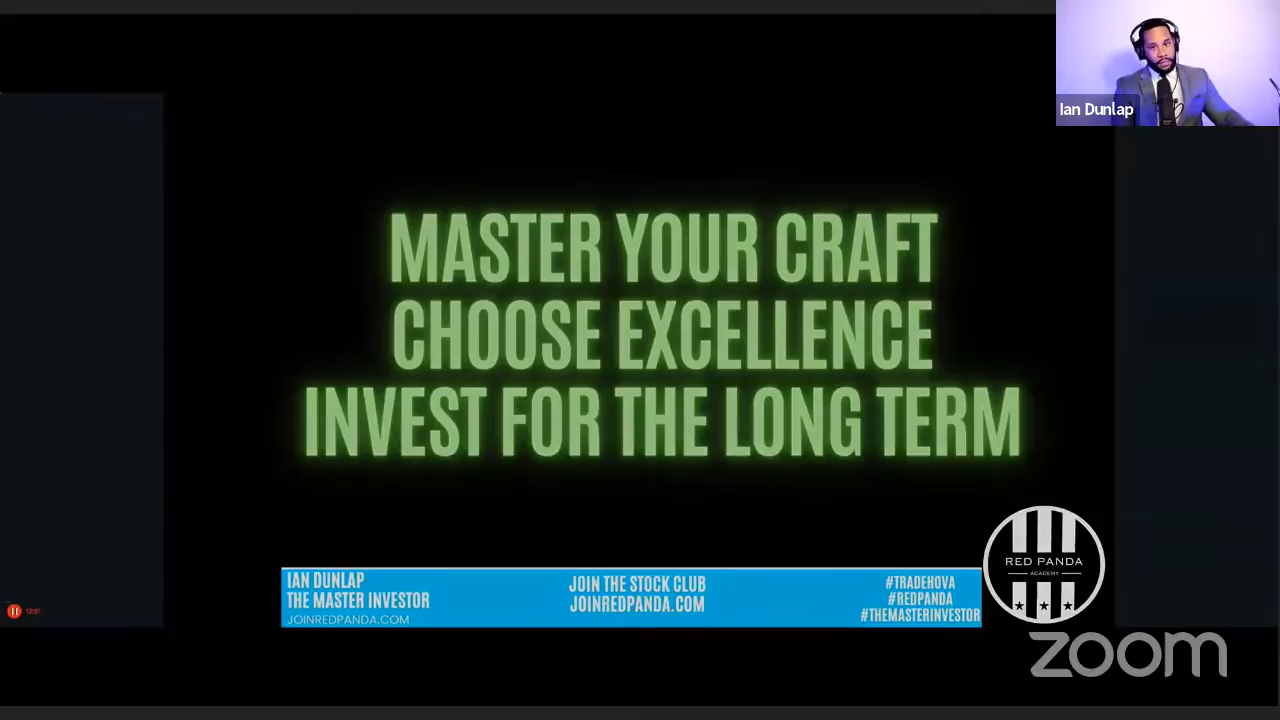 Ian Dunlap
MASTER YOUR CRAFT
CHOOSE EXCELLENCE
INVEST FOR THE LONG TERM
IAN DUNLAP
THE MASTER INVESTOR
JOINREDPANDA.COM
JOIN THE STOCK CLUB
JOINREDPANDA.COM
#TRADEHOVA
#REDPANDA
#THEMASTERINVESTOR
RED PANDA
ACADEMY
zoom